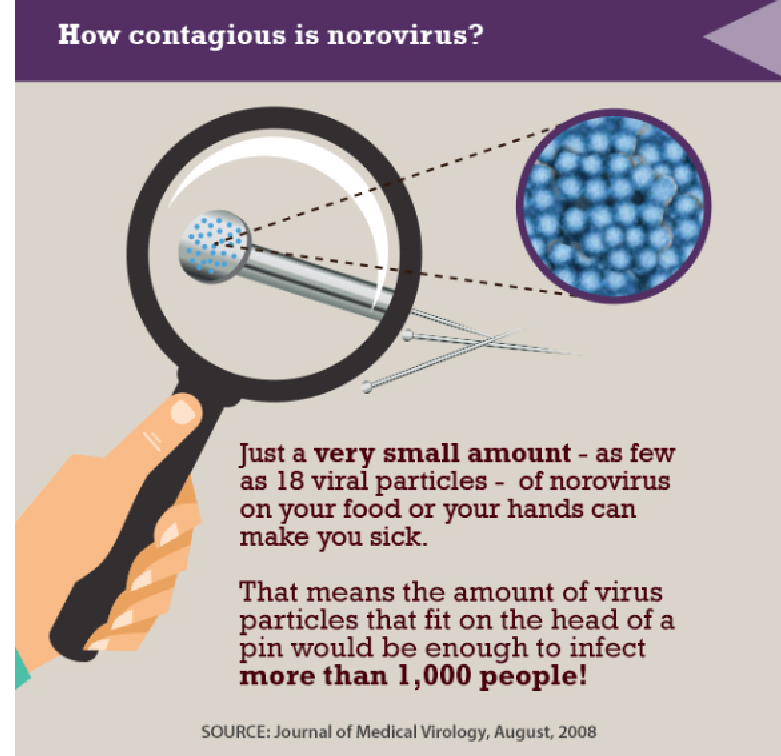 How contagious is norovirus?
Just a very small amount - as few
as 18 viral particles - of norovirus
on your food or your hands can
make you sick.
That means the amount of virus
particles that fit on the head of a
pin would be enough to infect
more than 1,000 people!
SOURCE: Journal of Medical Virology, August, 2008